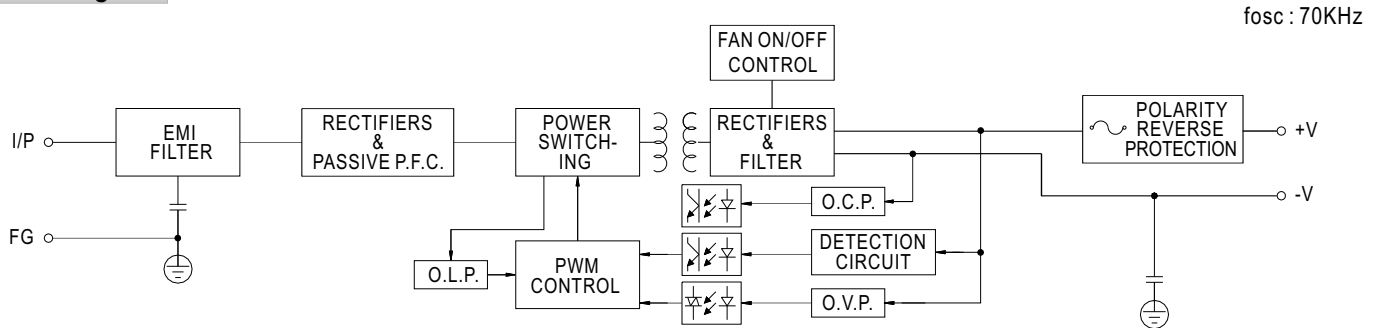 fosc : 70KHz
FAN ON/OFF
CONTROL
I/P
EMI
FILTER
RECTIFIERS
&
PASSIVE P.F.C.
POWER
SWITCH-
ING
RECTIFIERS
&
FILTER
POLARITY
REVERSE
PROTECTION
+V
-V
FG
O.C.P.
O.L.P.
PWM
CONTROL
DETECTION
CIRCUIT
O.V.P.